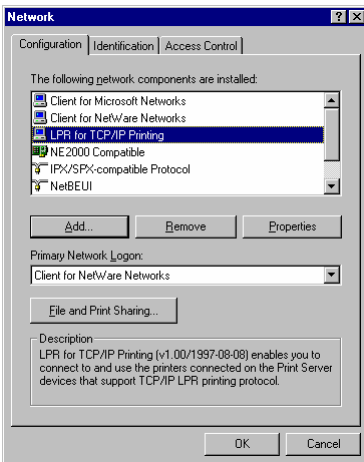 Network
Configuration Identification Access Control
The following network components are installed:
Client for Microsoft Networks
Client for NetWare Networks
LPR for TCP/IP Printing
NE2000 Compatible
IPX/SPX-compatible Protocol
NetBEUI
Add... Remove Properties
Primary Network Logon:
Client for NetWare Networks
File and Print Sharing...
Description
LPR for TCP/IP Printing (v1.00/1997-08-08) enables you to
connect to and use the printers connected on the Print Server
devices that support TCP/IP LPR printing protocol.
OK Cancel